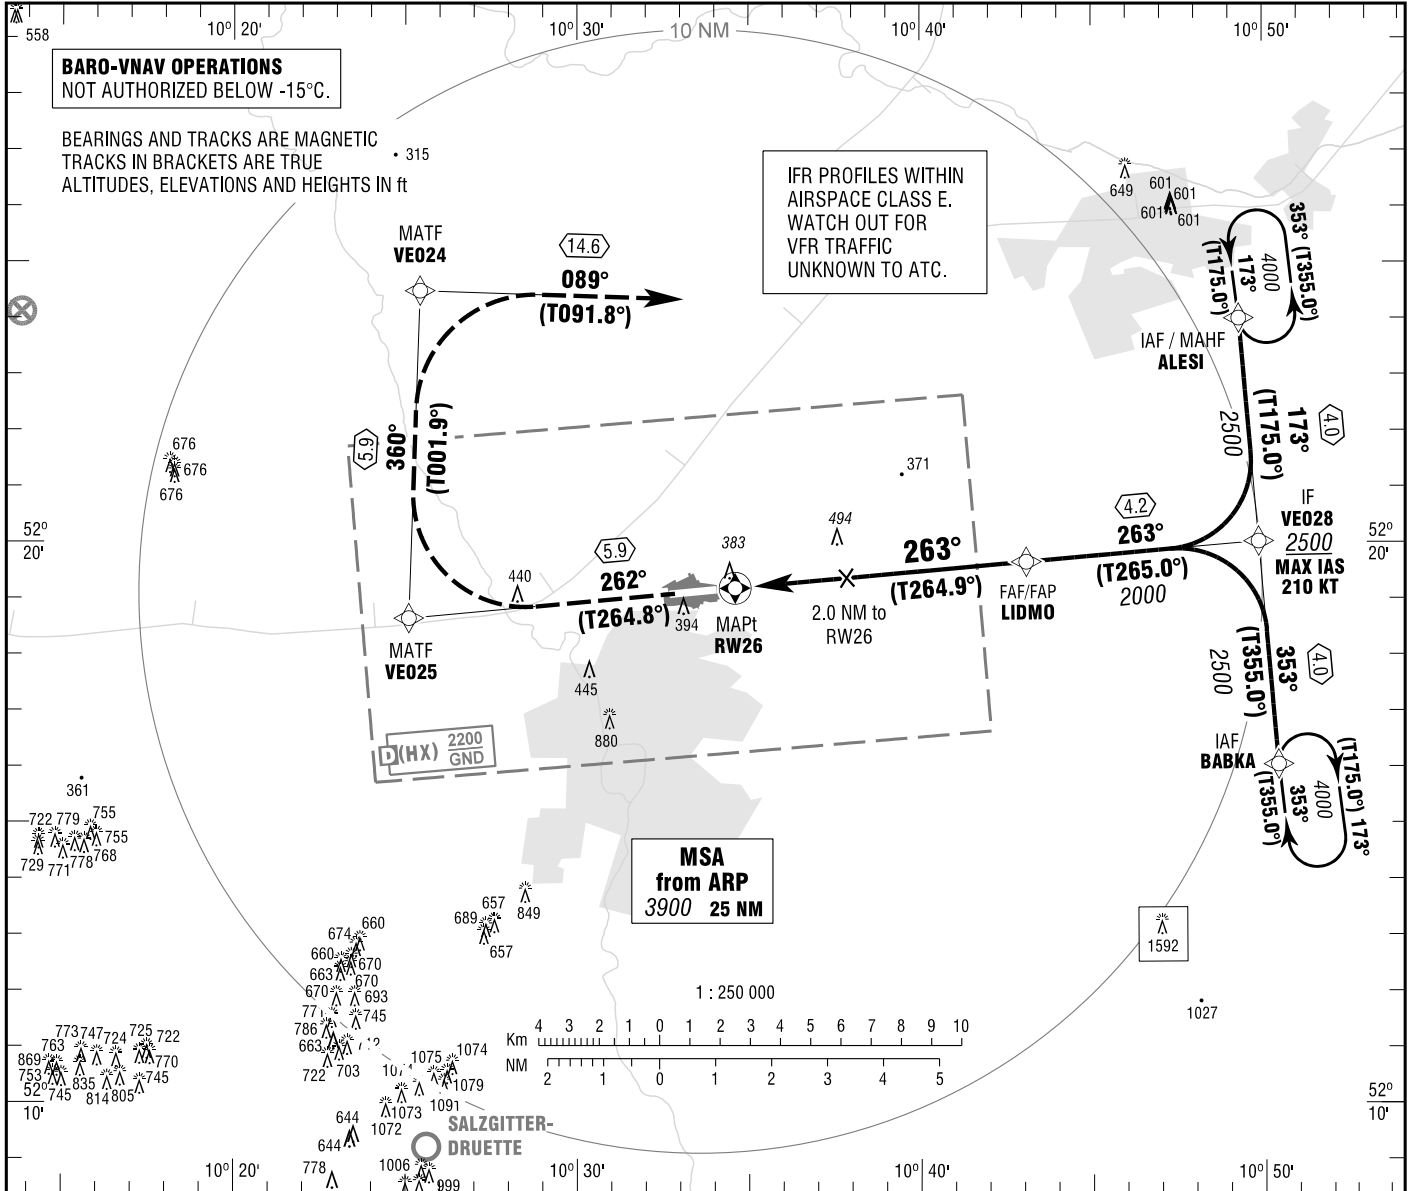 10° 20'
10° 30'
10 NM
10° 40'
10° 50'
558
BARO-VNAV OPERATIONS
NOT AUTHORIZED BELOW -15°C.
BEARINGS AND TRACKS ARE MAGNETIC
TRACKS IN BRACKETS ARE TRUE
ALTITUDES, ELEVATIONS AND HEIGHTS IN ft
315
IFR PROFILES WITHIN
AIRSPACE CLASS E.
WATCH OUT FOR
VFR TRAFFIC
UNKNOWN TO ATC.
649
601
601
601
601
MATF
VE024
14.6
089°
(T091.8°)
173°
(T175.0°)
4000
353° (T355.0°)
IAF / MAHF
ALESI
5.9
360°
(T001.9°)
676
676
676
2500
173°
(T175.0°)
4.0
371
494
383
4.2
263°
(T265.0°)
2000
IF
VE028
2500
MAX IAS
210 KT
52°
20'
52°
20'
440
5.9
262°
(T264.8°)
394
MAPt
RW26
263°
(T264.9°)
2.0 NM to
RW26
FAF/FAP
LIDMO
MATF
VE025
445
880
2500
353°
(T355.0°)
4.0
D(HX)
2200
GND
IAF
BABKA
353°
(T355.0°)
4000
(T175.0°) 173°
361
722
779
755
755
729
771
778
768
MSA
from ARP
3900 25 NM
849
657
689
657
1592
660
674
660
670
663
670
670
693
745
786
663
722
703
1027
1 : 250 000
Km
4 3 2 1 0 1 2 3 4 5 6 7 8 9 10
NM
2 1 0 1 2 3 4 5
773
747
724
725
722
763
869
770
753
745
835
814
805
745
1075
1074
1079
1091
1073
1072
52°
10'
52°
10'
644
644
778
SALZGITTER-
DRUETTE
1006
999
10° 20'
10° 30'
10° 40'
10° 50'